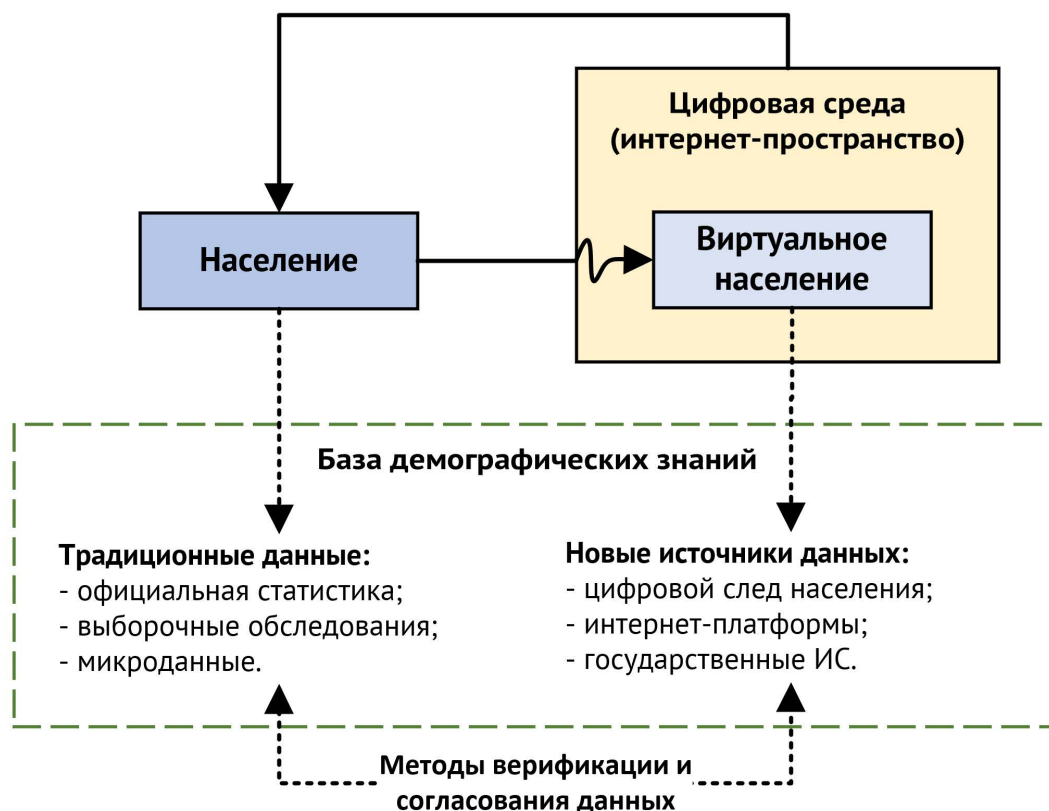 Цифровая среда
(интернет-пространство)
Население
Виртуальное
население
База демографических знаний
Традиционные данные:
- официальная статистика;
- выборочные обследования;
- микроданные.
Новые источники данных:
- цифровой след населения;
- интернет-платформы;
- государственные ИС.
Методы верификации и
согласования данных